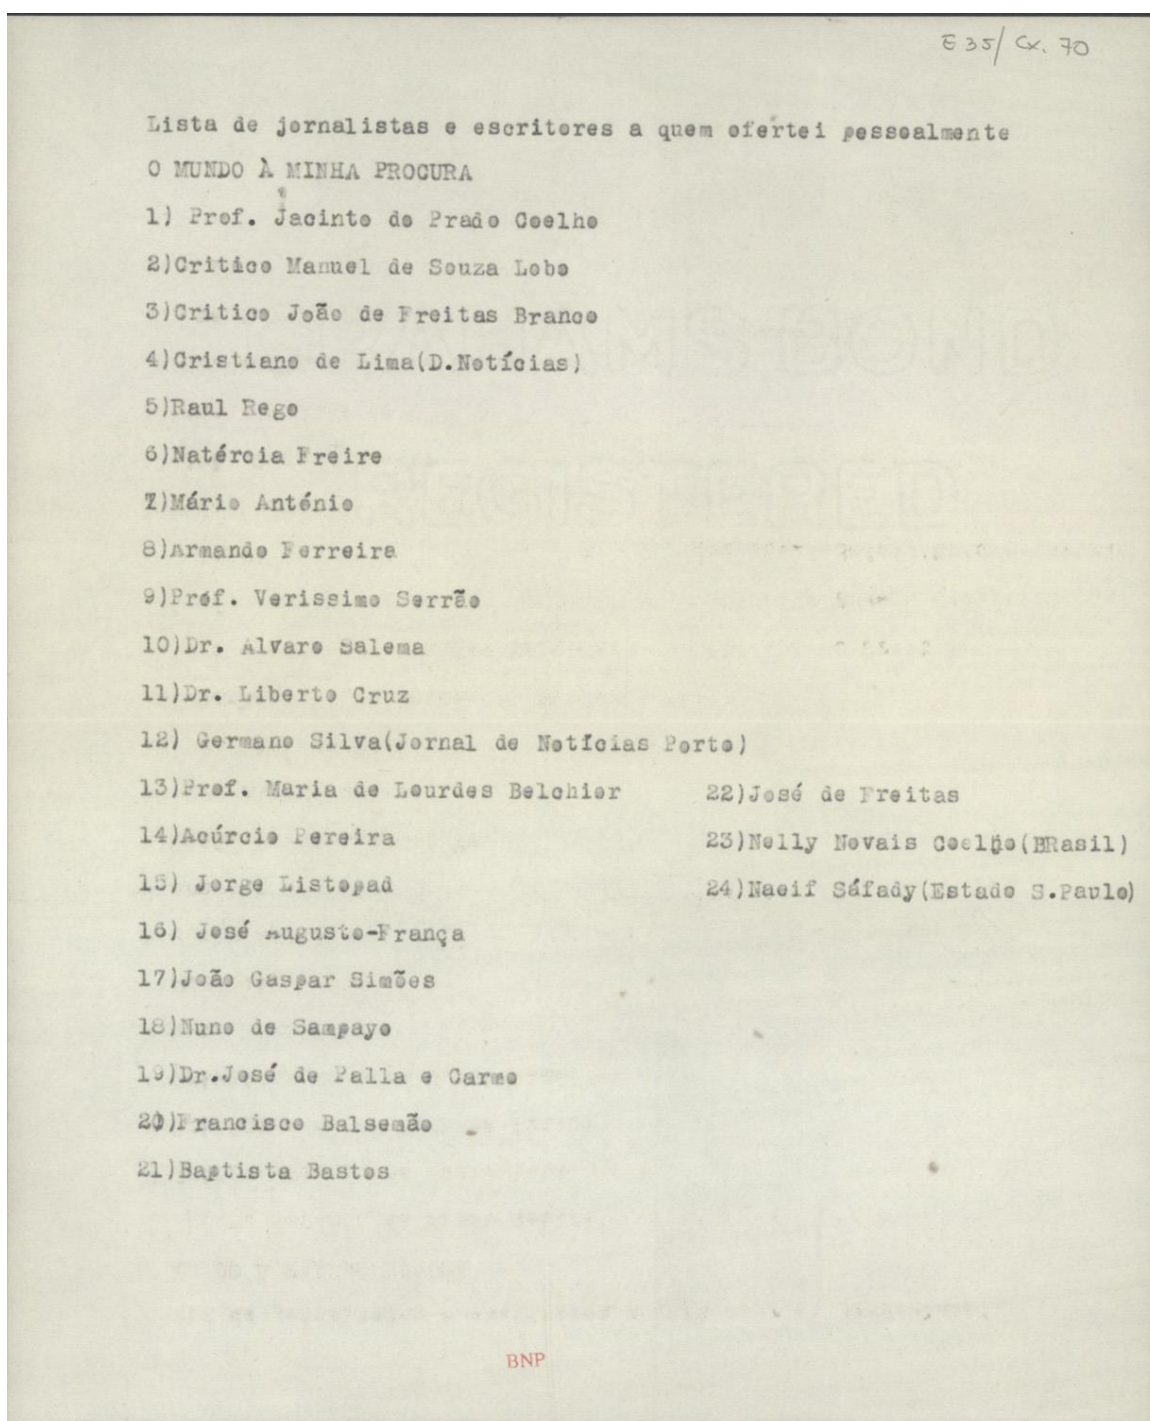 E 35/ Cx. 70
Lista de jornalistas e escritores a quem ofertei pessoalmente
O MUNDO À MINHA PROCURA
1) Prof. Jacinto do Prado Coelho
2)Critico Manuel de Souza Lobo
3)Critico João de Freitas Branco
4)Cristiano de Lima(D.Notícias)
5)Raul Rego
6)Natércia Freire
7)Mário António
8)Armando Ferreira
9)Prof. Verissimo Serrão
10)Dr. Alvaro Salema
11)Dr. Liberto Cruz
12) Germano Silva(Jornal de Notícias Porto)
13)Prof. Maria de Lourdes Belchior
14)Acúrcio Pereira
15) Jorge Listopad
16) José Augusto-França
17)João Gaspar Simões
18)Nuno de Sampayo
19)Dr.José de Palla e Carmo
20)Francisco Balsemão
21)Baptista Bastos
22)José de Freitas
23)Nelly Novais Coelho(BRasil)
24)Naeif Sáfady(Estado S.Paulo)
BNP